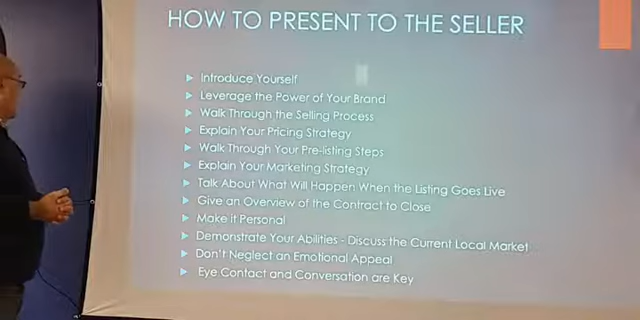 HOW TO PRESENT TO THE SELLER
Introduce Yourself
Leverage the Power of Your Brand
Walk Through the Selling Process
Explain Your Pricing Strategy
Walk Through Your Pre-listing Steps
Explain Your Marketing Strategy
Talk About What Will Happen When the Listing Goes Live
Give an Overview of the Contract to Close
Make it Personal
Demonstrate Your Abilities - Discuss the Current Local Market
Don't Neglect an Emotional Appeal
Eye Contact and Conversation are Key